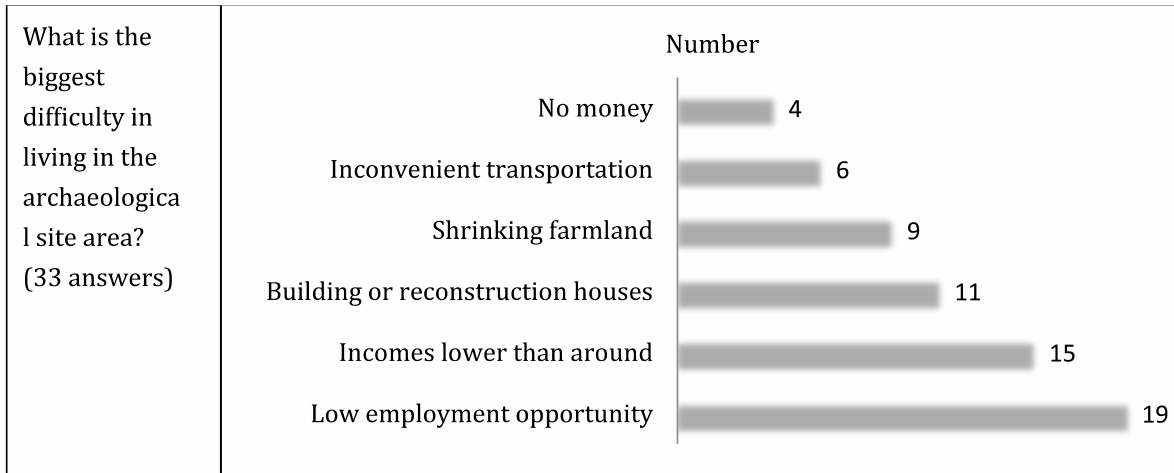 What is the
biggest
difficulty in
living in the
archaeologica
l site area?
(33 answers)
Number
No money 4
Inconvenient transportation 6
Shrinking farmland 9
Building or reconstruction houses 11
Incomes lower than around 15
Low employment opportunity 19